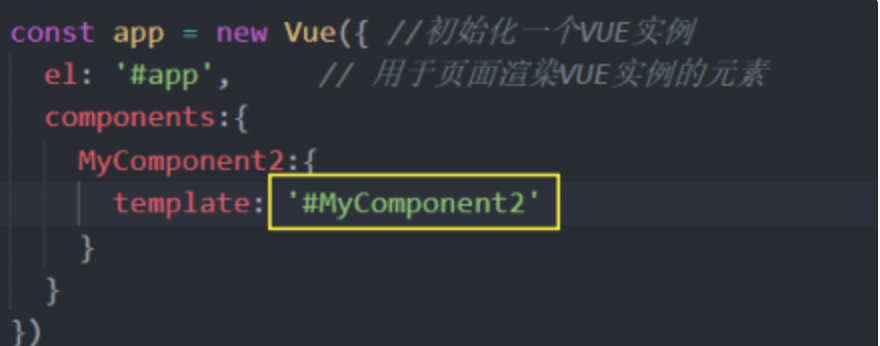 const app = new Vue({ //初始化一个VUE实例
el: '#app', // 用于页面渲染VUE实例的元素
components:{
MyComponent2:{
template: '#MyComponent2'
}
}
})